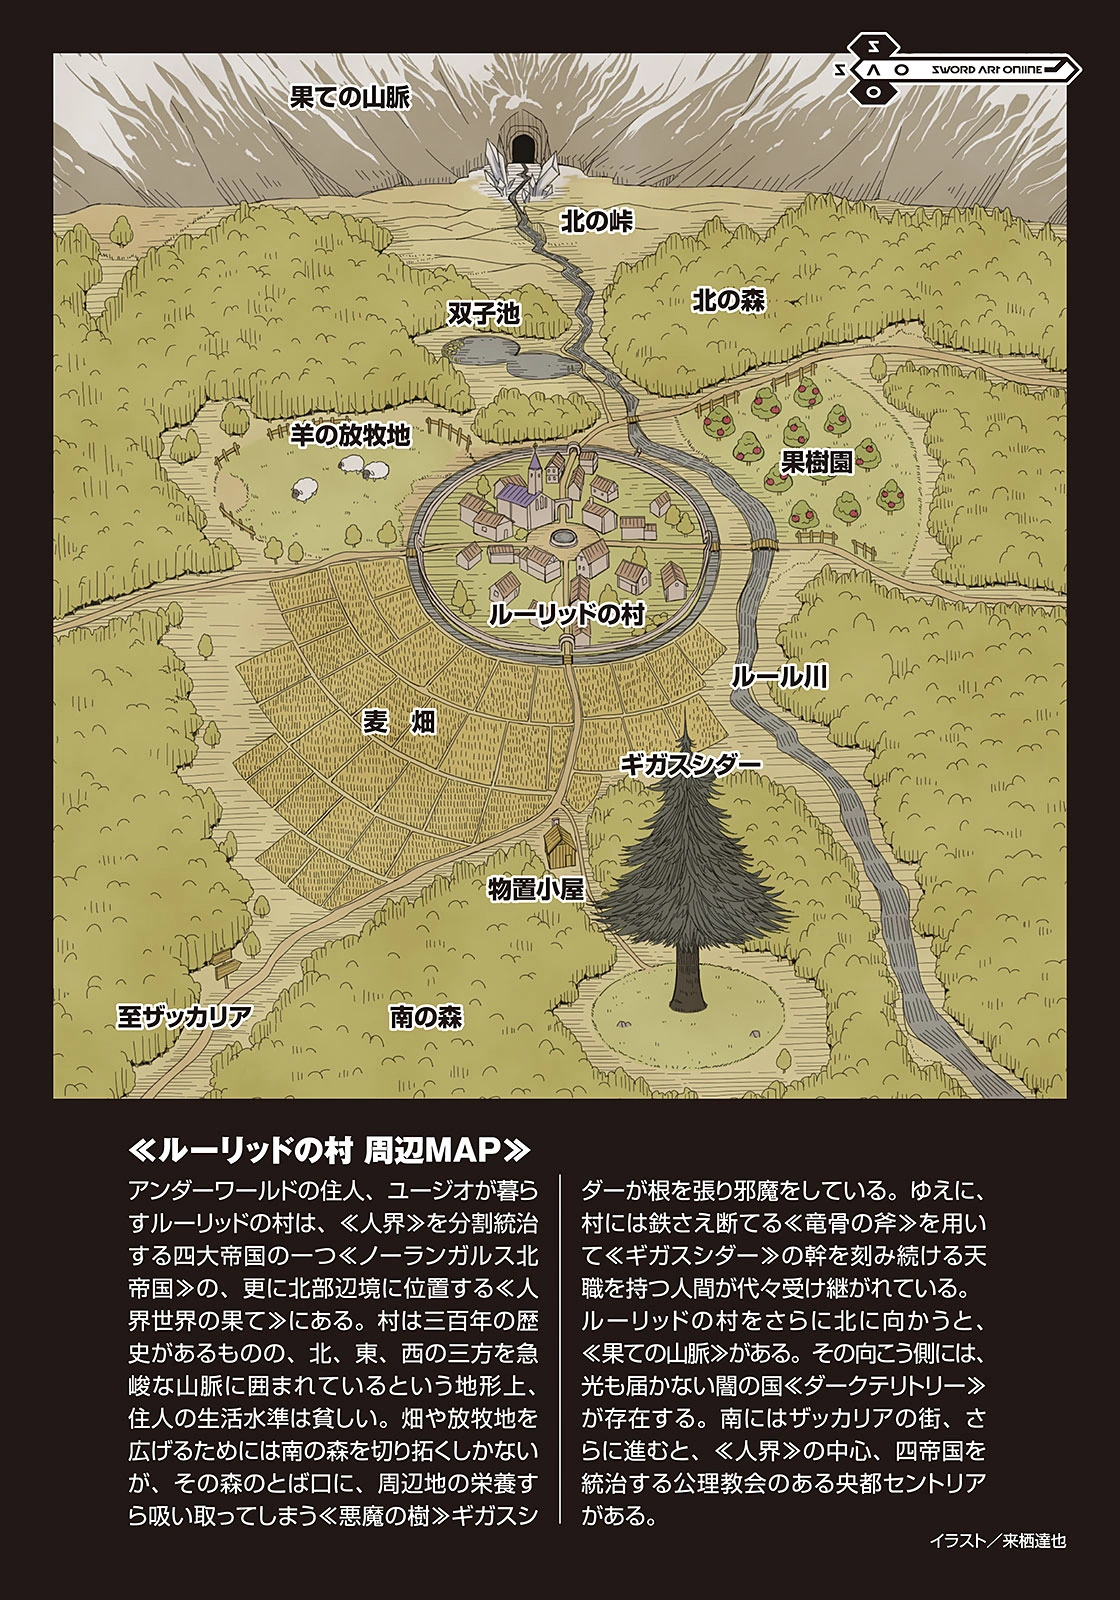 S
S A O SWORD ART ONLINE
O
果ての山脈
北の峠
北の森
双子池
羊の放牧地
果樹園
ルーリッドの村
ルール川
麦 畑
ギガスシダー
物置小屋
至ザッカリア
南の森
≪ルーリッドの村 周辺MAP≫
アンダーワールドの住人、ユージオが暮ら
すルーリッドの村は、≪人界≫を分割統治
する四大帝国の一つ≪ノーランガルス北
帝国≫の、更に北部辺境に位置する≪人
界世界の果て≫にある。村は三百年の歴
史があるものの、北、東、西の三方を急
峻な山脈に囲まれているという地形上、
住人の生活水準は貧しい。畑や放牧地を
広げるためには南の森を切り拓くしかない
が、その森のとば口に、周辺地の栄養す
ら吸い取ってしまう≪悪魔の樹≫ギガスシ
ダーが根を張り邪魔をしている。ゆえに、
村には鉄さえ断てる≪竜骨の斧≫を用い
て≪ギガスシダー≫の幹を刻み続ける天
職を持つ人間が代々受け継がれている。
ルーリッドの村をさらに北に向かうと、
≪果ての山脈≫がある。その向こう側には、
光も届かない闇の国≪ダークテリトリー≫
が存在する。南にはザッカリアの街、さ
らに進むと、≪人界≫の中心、四帝国を
統治する公理教会のある央都セントリア
がある。
イラスト／来栖達也